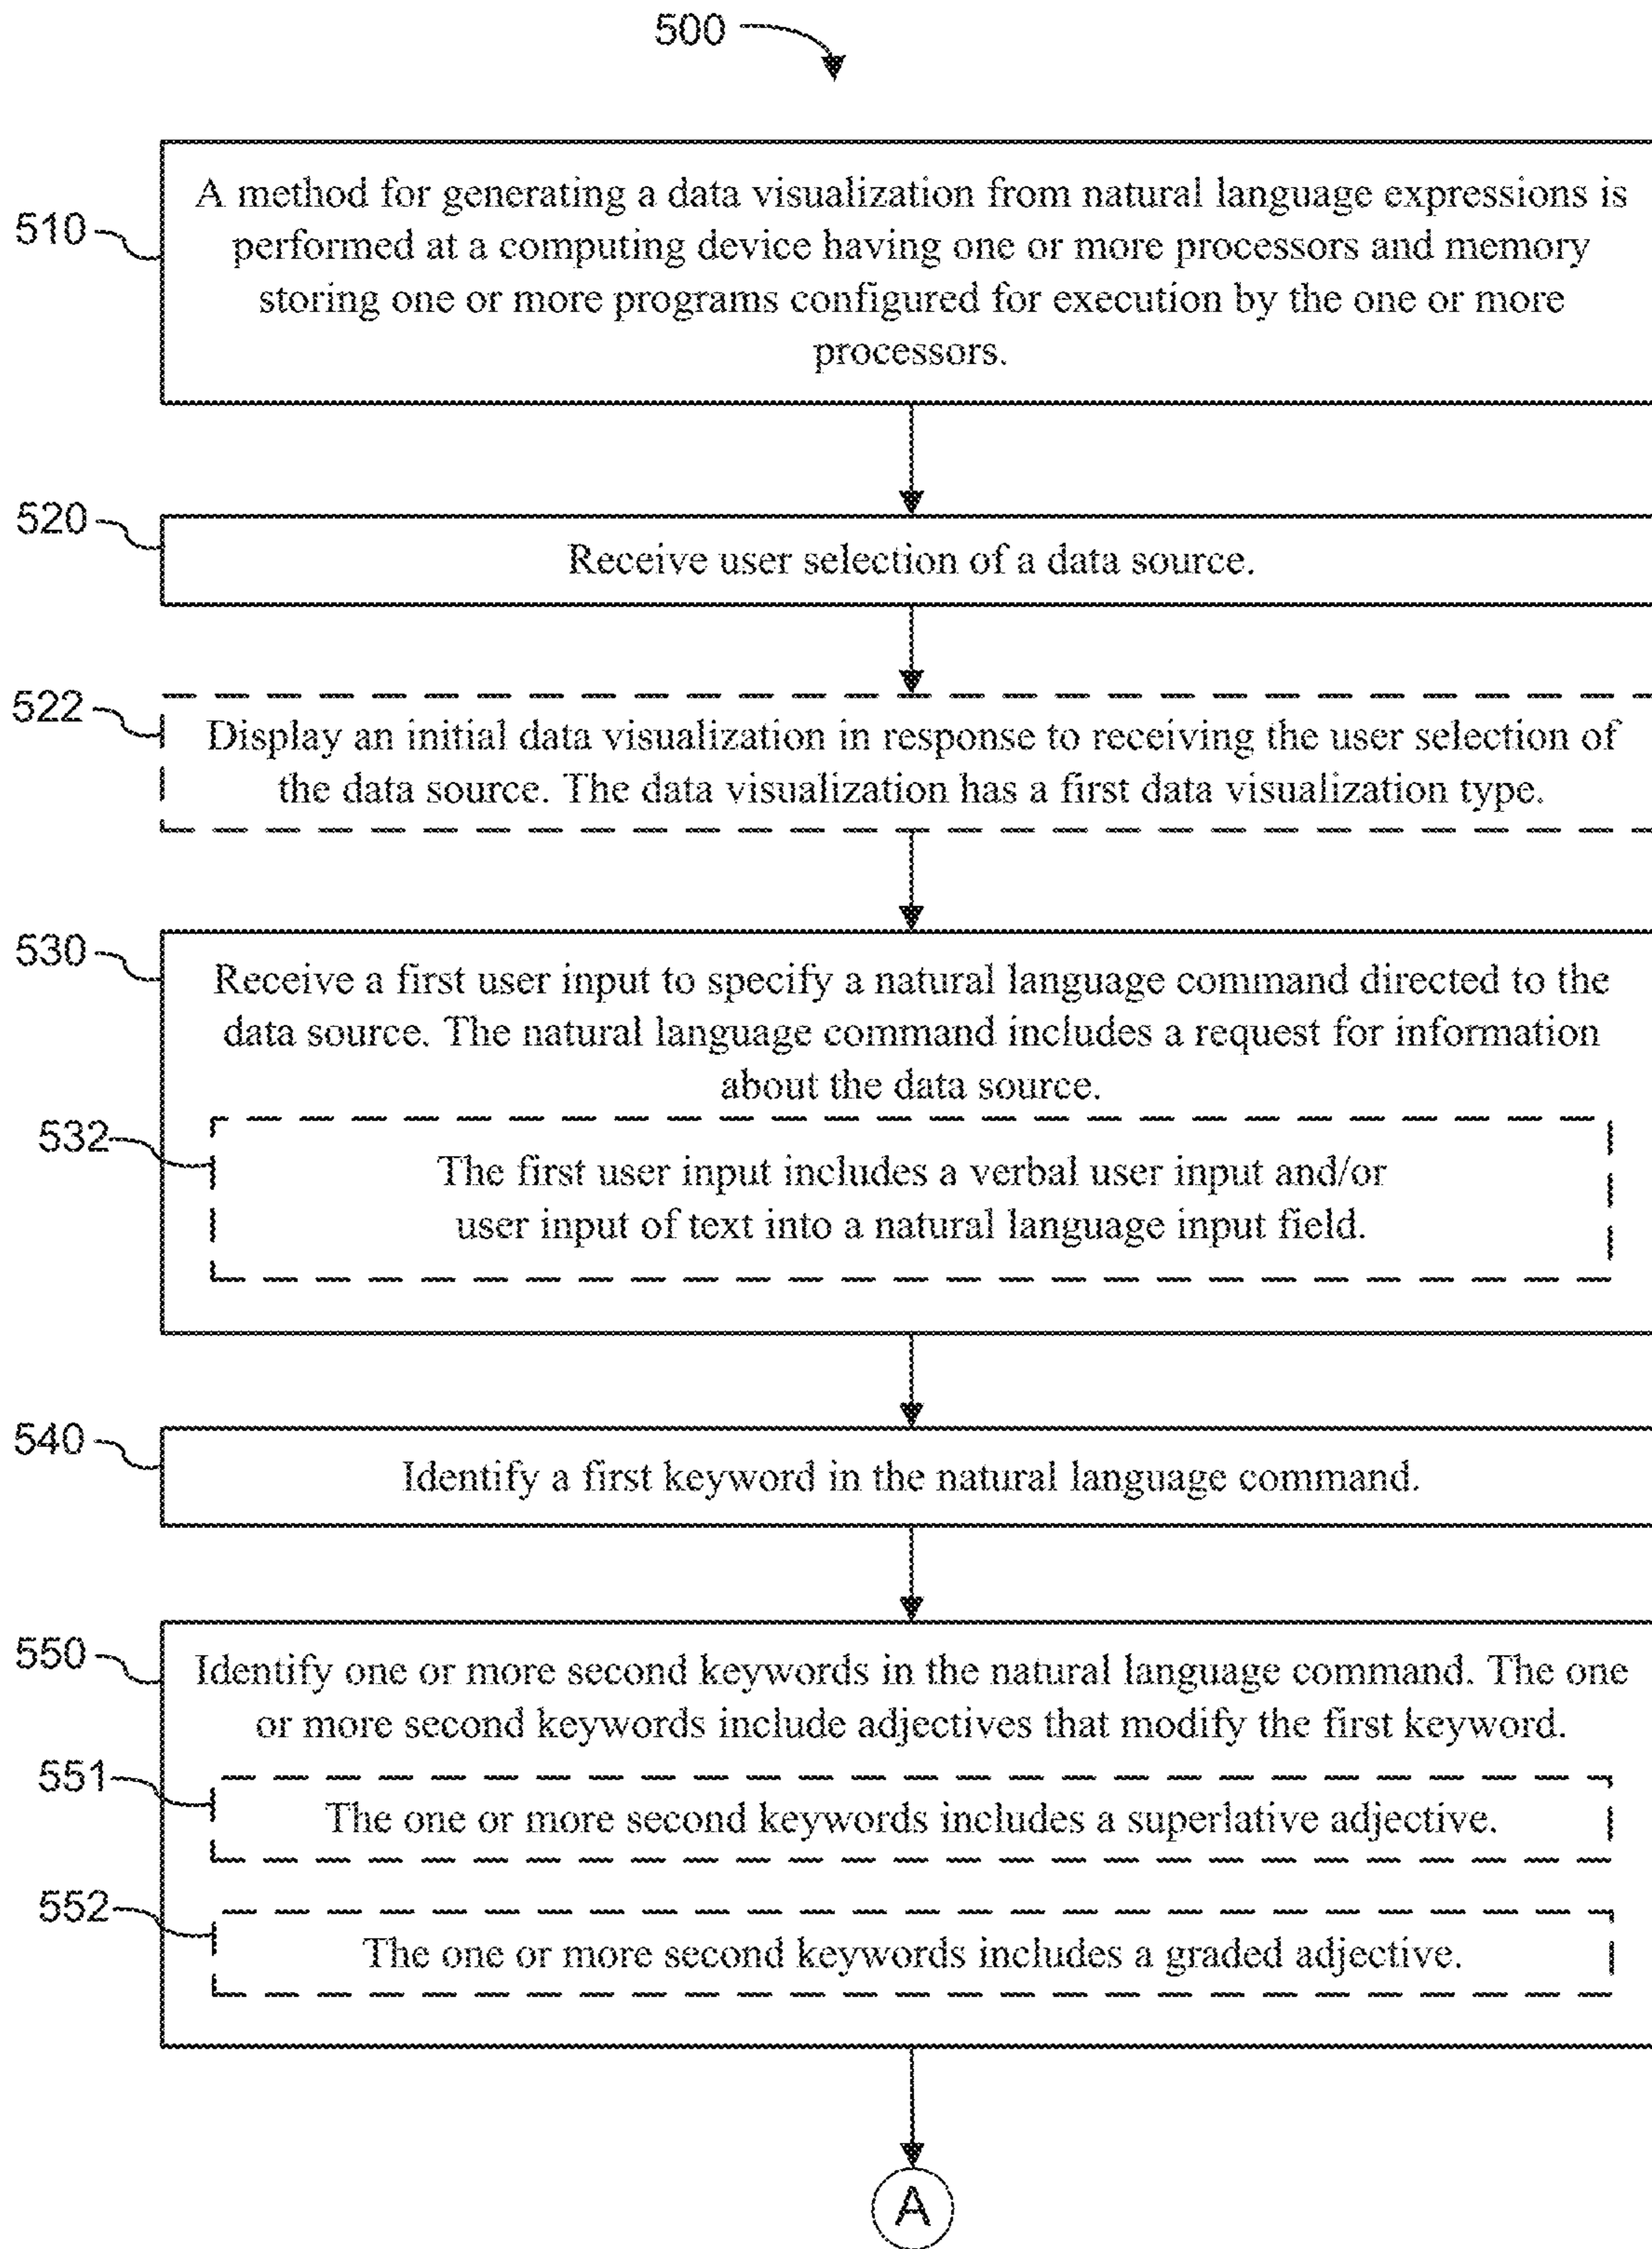 500
510
A method for generating a data visualization from natural language expressions is
performed at a computing device having one or more processors and memory
storing one or more programs configured for execution by the one or more
processors.
520
Receive user selection of a data source.
522
Display an initial data visualization in response to receiving the user selection of
the data source. The data visualization has a first data visualization type.
530
Receive a first user input to specify a natural language command directed to the
data source. The natural language command includes a request for information
about the data source.
532
The first user input includes a verbal user input and/or
user input of text into a natural language input field.
540
Identify a first keyword in the natural language command.
550
Identify one or more second keywords in the natural language command. The one
or more second keywords include adjectives that modify the first keyword.
551
The one or more second keywords includes a superlative adjective.
552
The one or more second keywords includes a graded adjective.
A